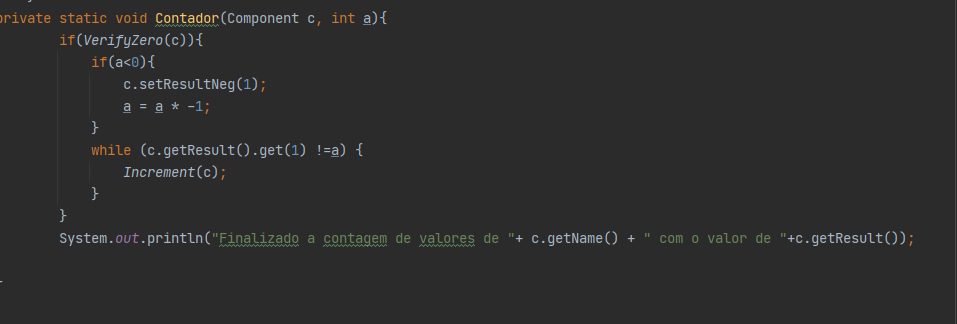 private static void Contador(Component c, int a){
if(VerifyZero(c)){
if(a<0){
c.setResultNeg(1);
a = a * -1;
}
while (c.getResult().get(1) !=a) {
Increment(c);
}
}
System.out.println("Finalizado a contagem de valores de "+ c.getName() + " com o valor de "+c.getResult());